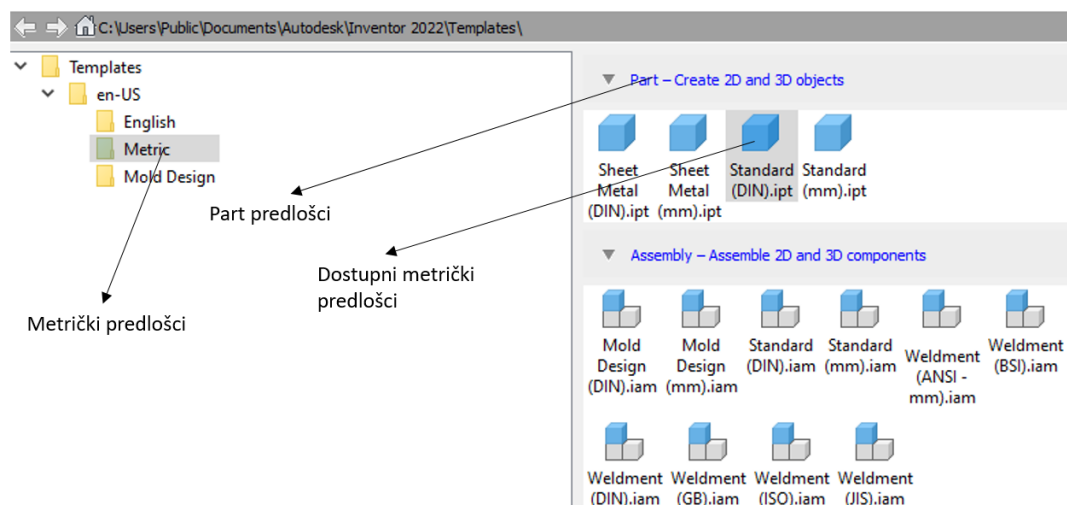 C:\Users\Public\Documents\Autodesk\Inventor 2022\Templates\
Templates
en-US
English
Metric
Mold Design
Part predlošci
Dostupni metrički
predlošci
Metrički predlošci
Part – Create 2D and 3D objects
Sheet Sheet Standard Standard
Metal Metal (DIN).ipt (mm).ipt
(DIN).ipt (mm).ipt
Assembly – Assemble 2D and 3D components
Mold Mold Standard Standard Weldment Weldment
Design Design (DIN).iam (mm).iam (ANSI - (BSI).iam
(DIN).iam (mm).iam mm).iam
Weldment Weldment Weldment Weldment
(DIN).iam (GB).iam (ISO).iam (JIS).iam